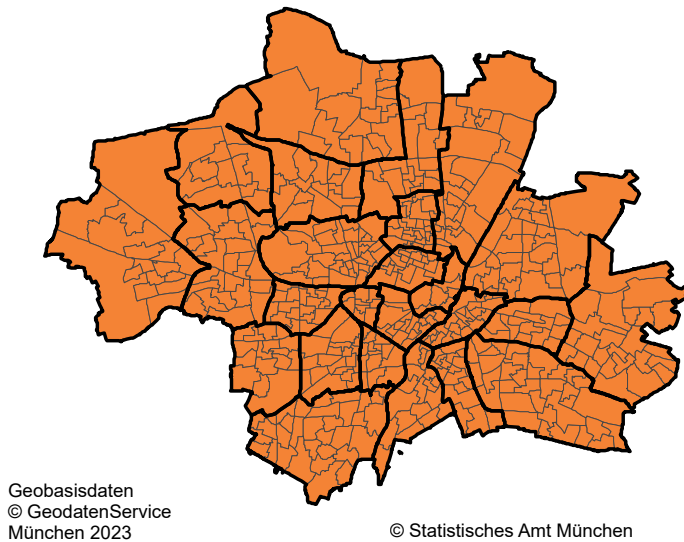 Geobasisdaten
© GeodatenService
München 2023
© Statistisches Amt München